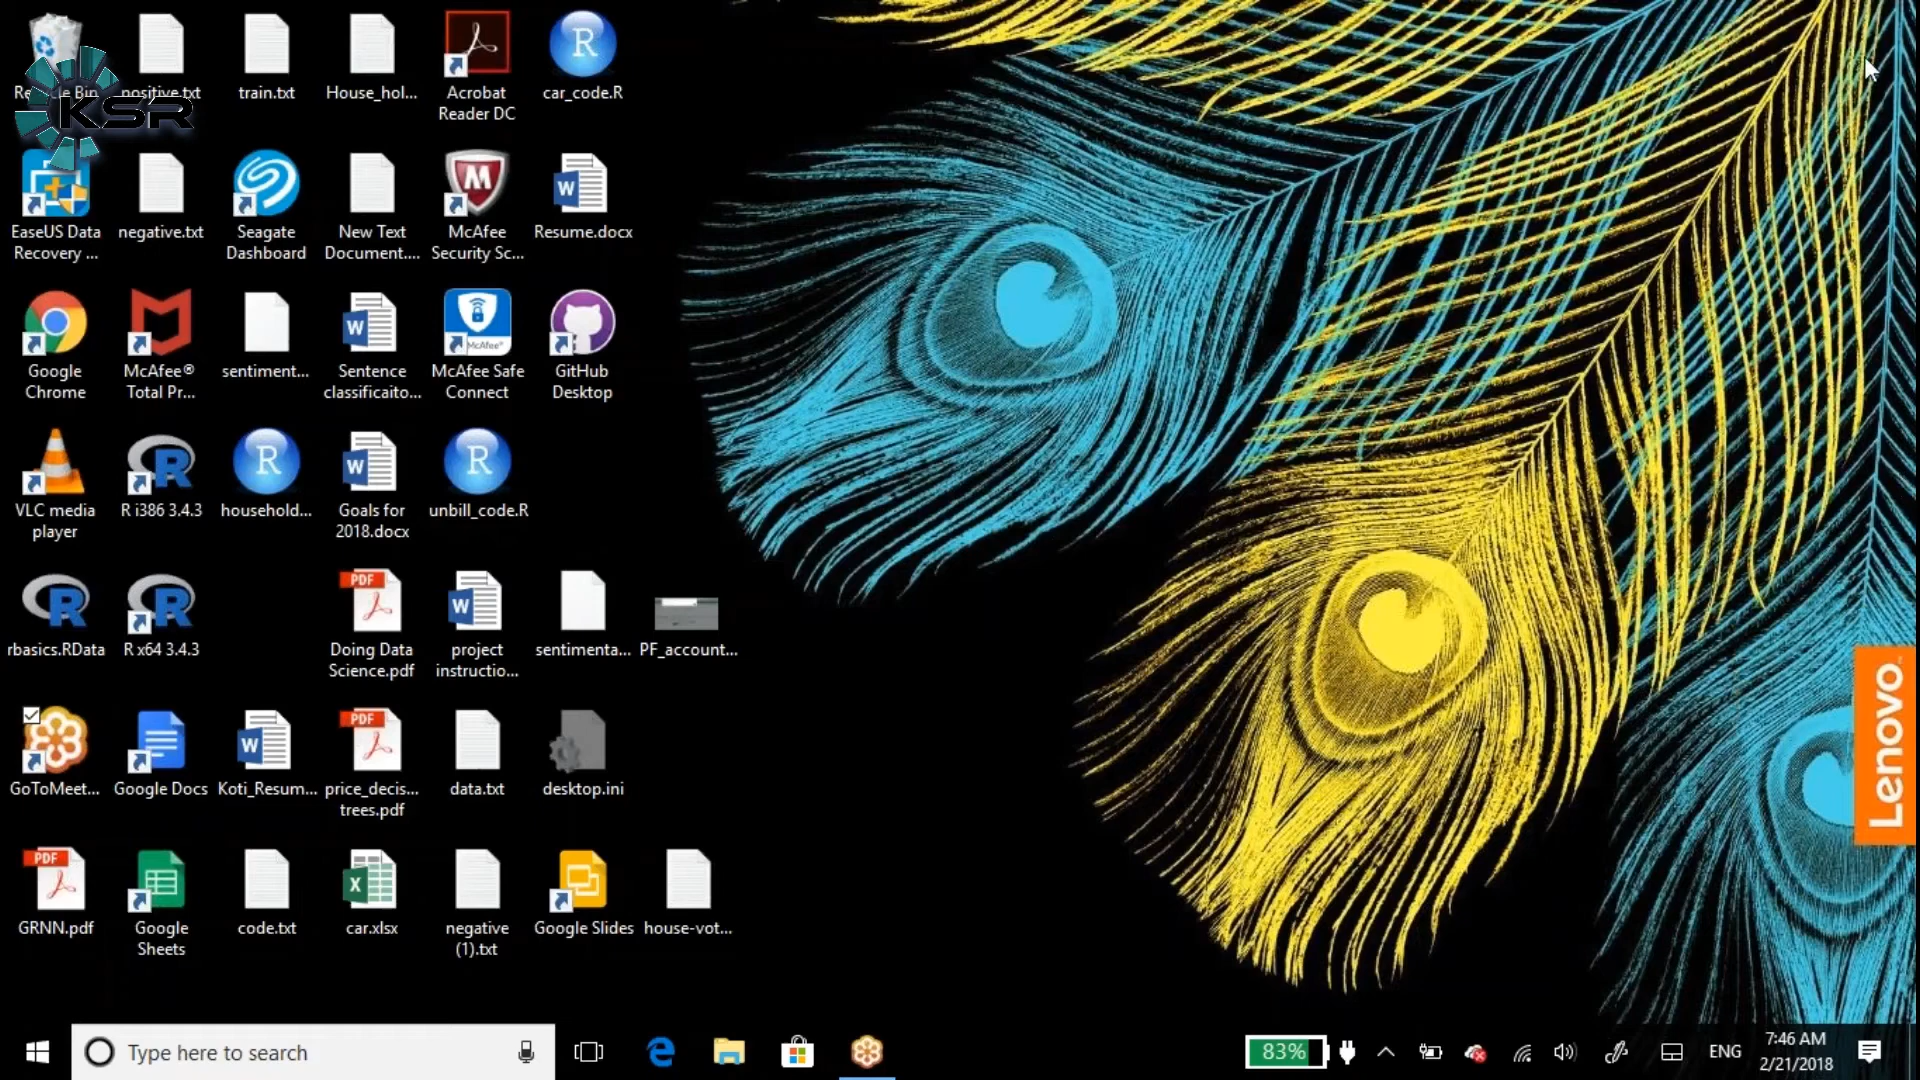 Recycle Bin
positive.txt
train.txt
House_hol...
Acrobat
Reader DC
car_code.R
KSR
EaseUS Data
Recovery ...
negative.txt
Seagate
Dashboard
New Text
Document....
McAfee
Security Sc...
Resume.docx
Google
Chrome
McAfee®
Total Pr...
sentiment...
Sentence
classificaito...
McAfee Safe
Connect
GitHub
Desktop
VLC media
player
R i386 3.4.3
household...
Goals for
2018.docx
unbill_code.R
rbasics.RData
R x64 3.4.3
Doing Data
Science.pdf
project
instructio...
sentimenta...
PF_account...
GoToMeet...
Google Docs
Koti_Resum...
price_decis...
trees.pdf
data.txt
desktop.ini
GRNN.pdf
Google
Sheets
code.txt
car.xlsx
negative
(1).txt
Google Slides
house-vot...
Lenovo
Type here to search
83%
ENG
7:46 AM
2/21/2018